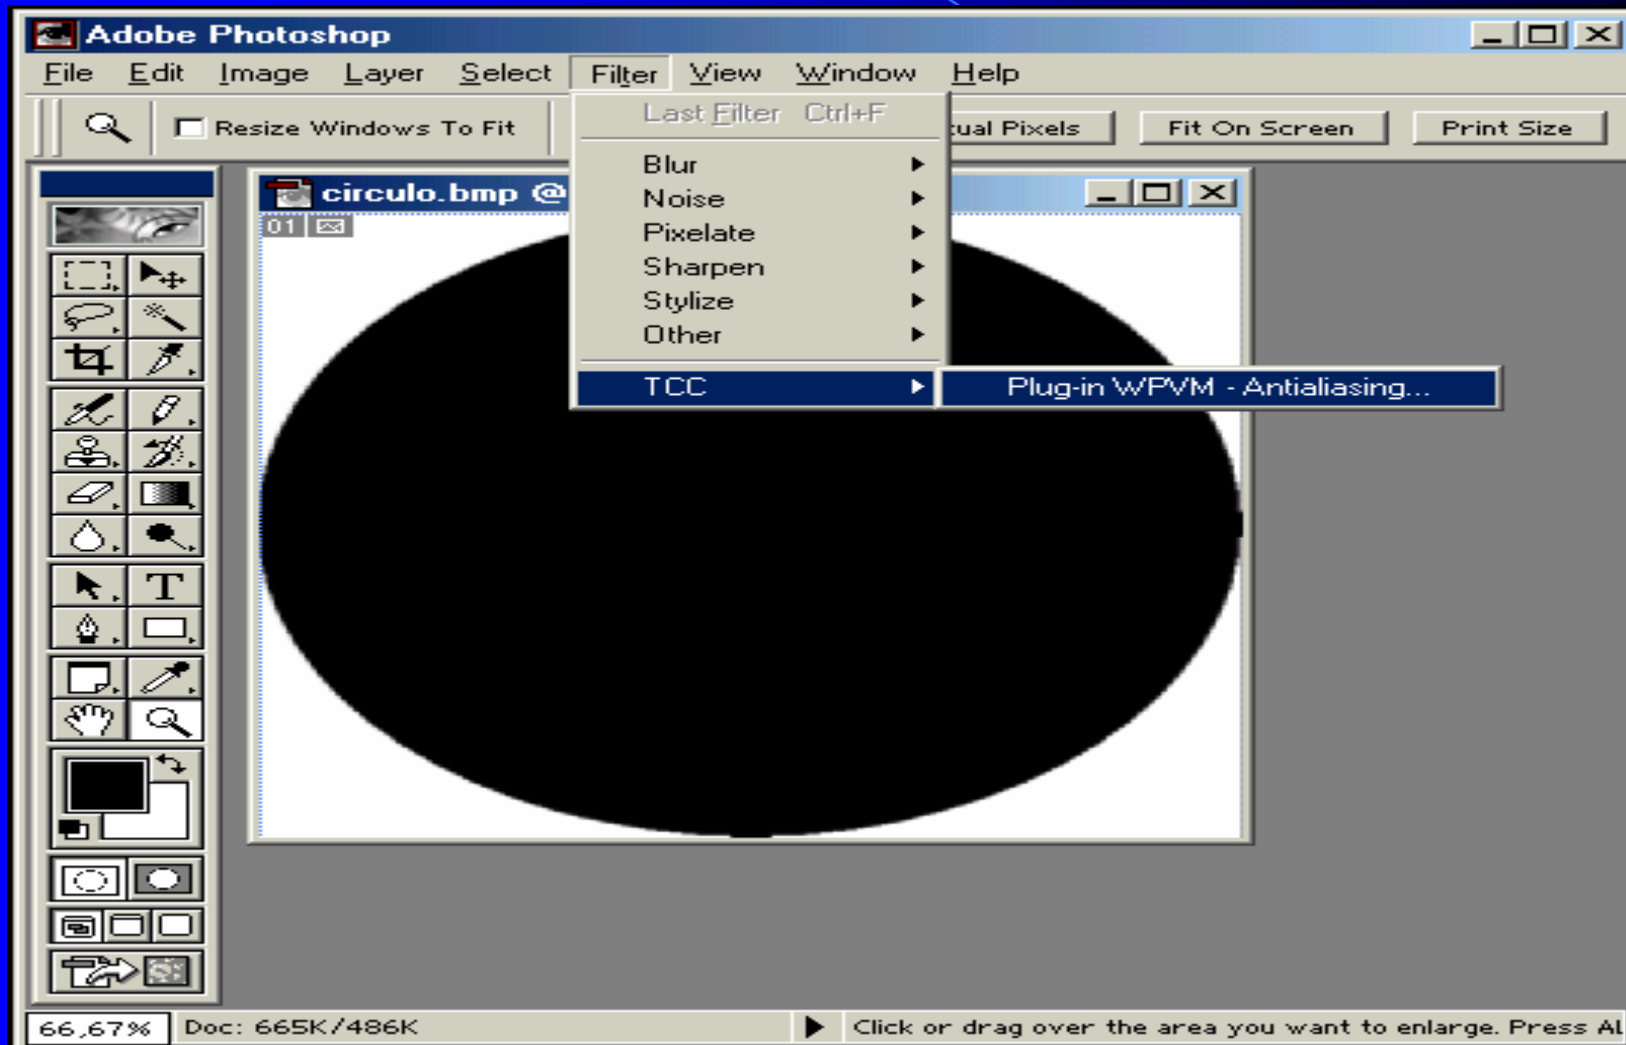 Adobe Photoshop
File Edit Image Layer Select Filter View Window Help
Resize Windows To Fit
tual Pixels Fit On Screen Print Size
Last Filter Ctrl+F
Blur
Noise
Pixelate
Sharpen
Stylize
Other
TCC
Plug-in WPVM - Antialiasing...
circulo.bmp @
01
T
66,67% Doc: 665K/486K Click or drag over the area you want to enlarge. Press AL